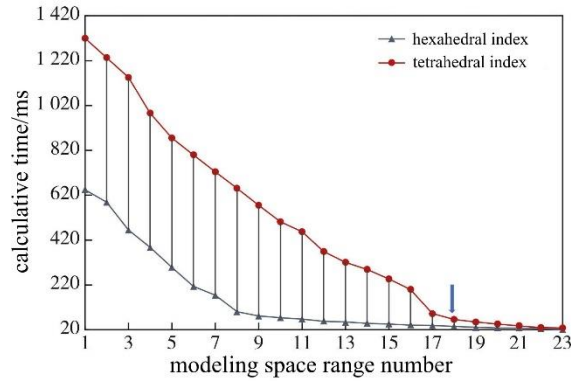 1 420
1 220
1 020
820
620
420
220
20
calculative time/ms
hexahedral index
tetrahedral index
1 3 5 7 9 11 13 15 17 19 21 23
modeling space range number